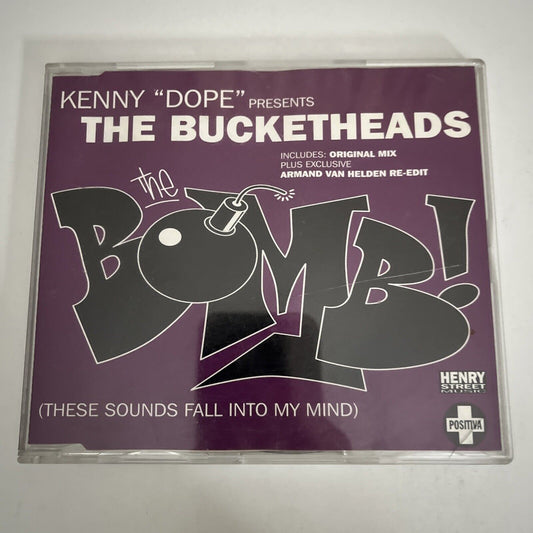 KENNY “DOPE” PRESENTS
THE BUCKETHEADS
INCLUDES: ORIGINAL MIX
PLUS EXCLUSIVE
ARMAND VAN HELDEN RE-EDIT
the
BOMB!
(THESE SOUNDS FALL INTO MY MIND)
HENRY
STREET
MUSIC
POSITIVA